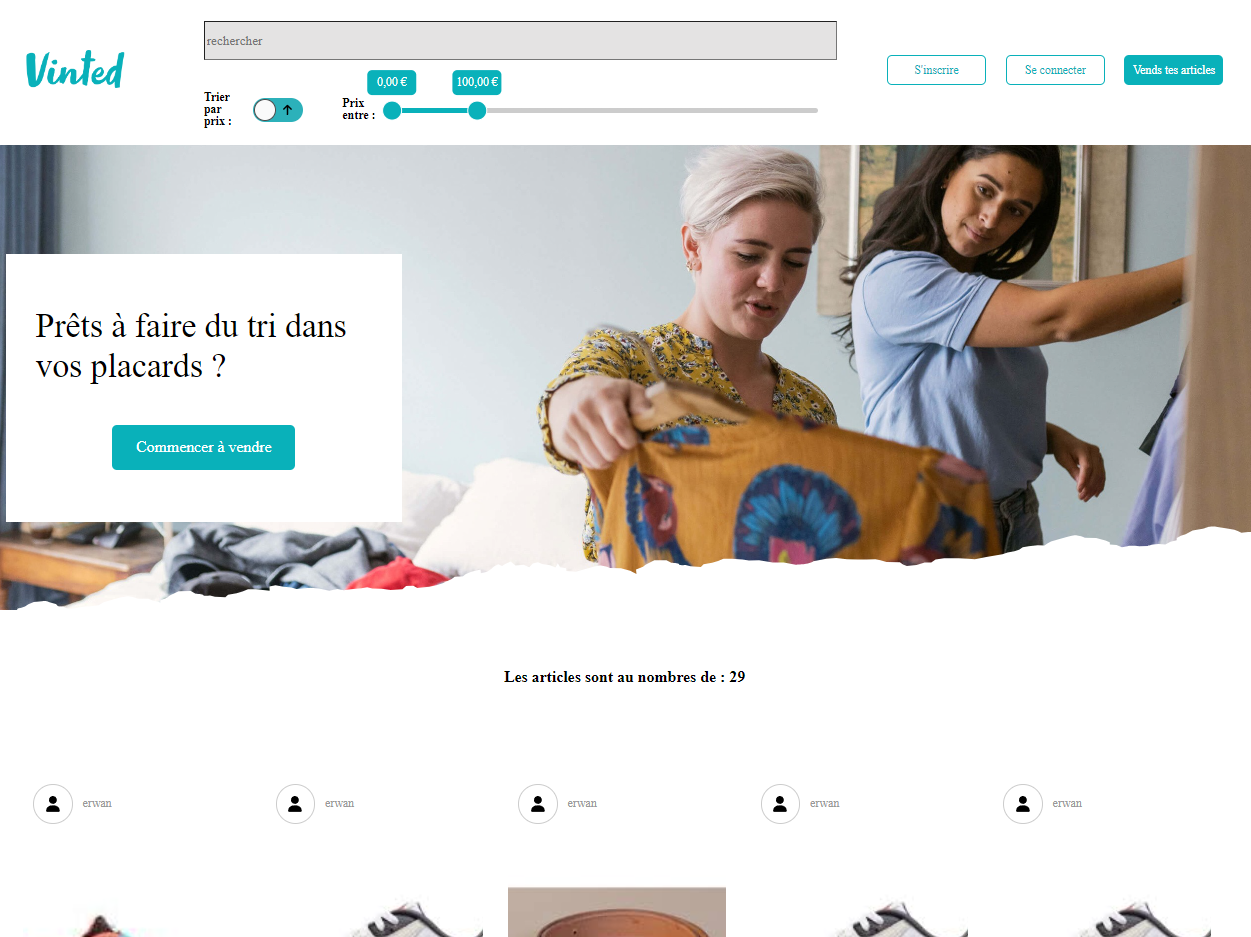 Vinted
rechercher
S'inscrire
Se connecter
Vends tes articles
Trier
par
prix :
Prix
entre :
0,00 €
100,00 €
Prêts à faire du tri dans
vos placards ?
Commencer à vendre
Les articles sont au nombres de : 29
erwan
erwan
erwan
erwan
erwan